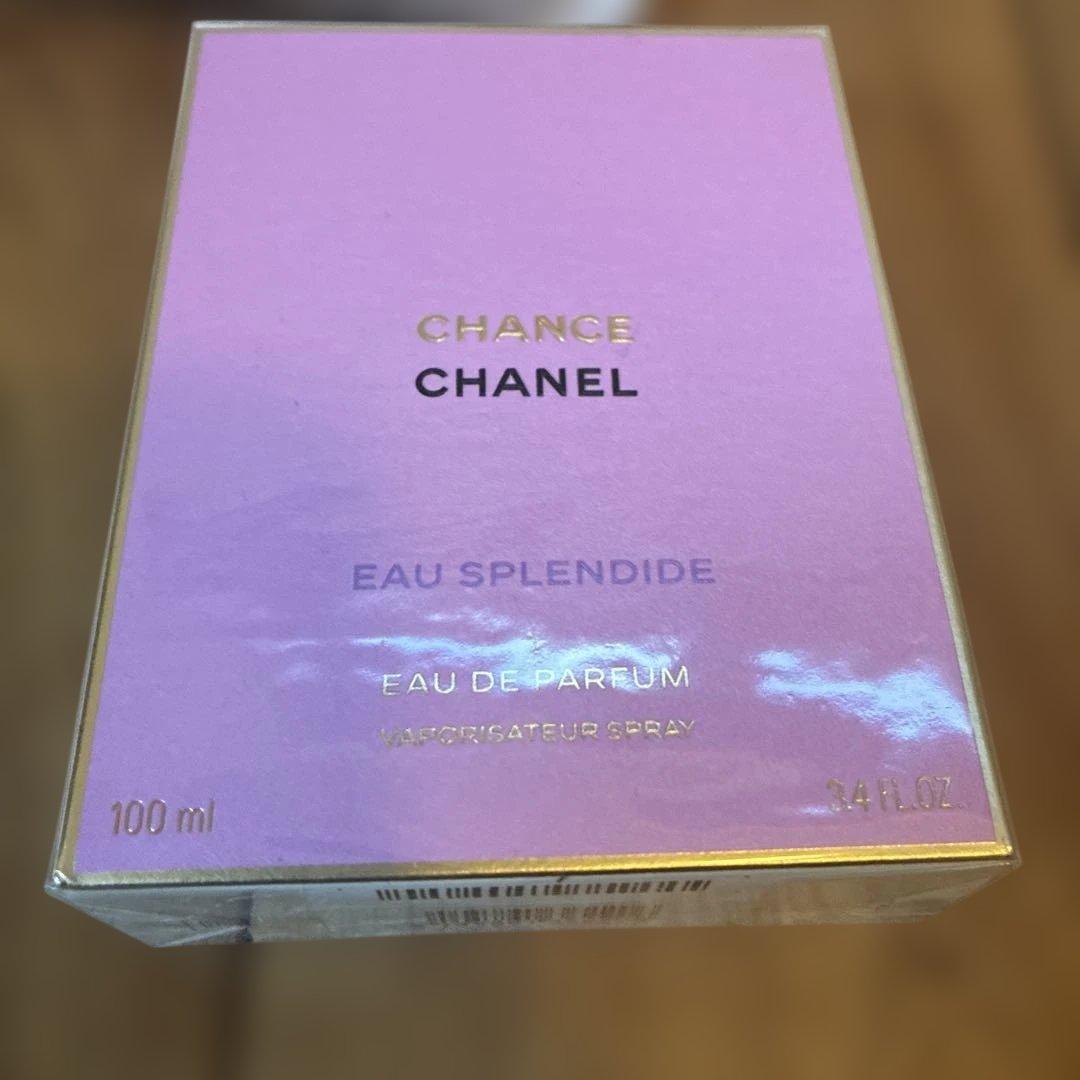 CHANCE
CHANEL
EAU SPLENDIDE
EAU DE PARFUM
VAPORISATEUR SPRAY
100 ml
3.4 FL.OZ.